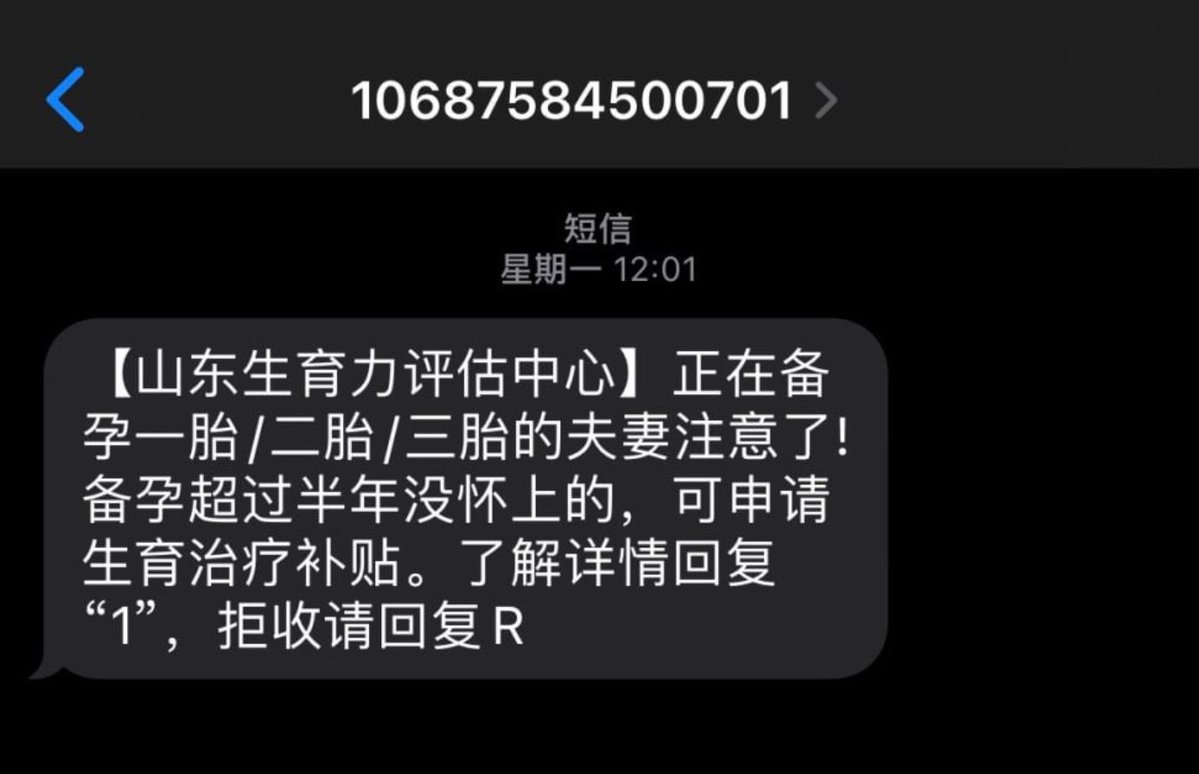 10687584500701
短信
星期一 12:01
【山东生育力评估中心】正在备
孕一胎/二胎/三胎的夫妻注意了!
备孕超过半年没怀上的，可申请
生育治疗补贴。了解详情回复
“1”，拒收请回复R